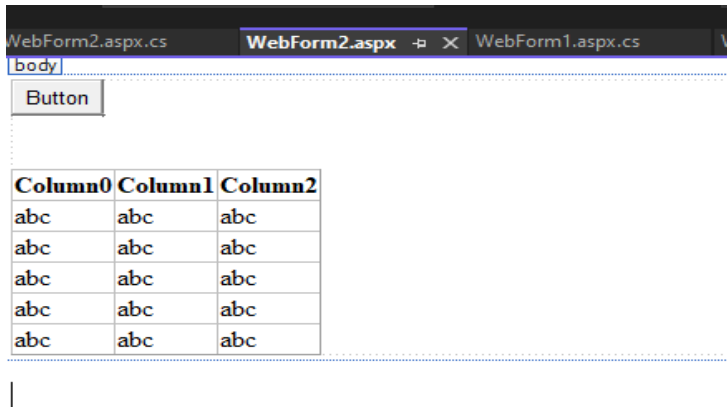 WebForm2.aspx.cs WebForm2.aspx WebForm1.aspx.cs
body
Button
Column0 Column1 Column2
abc abc abc
abc abc abc
abc abc abc
abc abc abc
abc abc abc